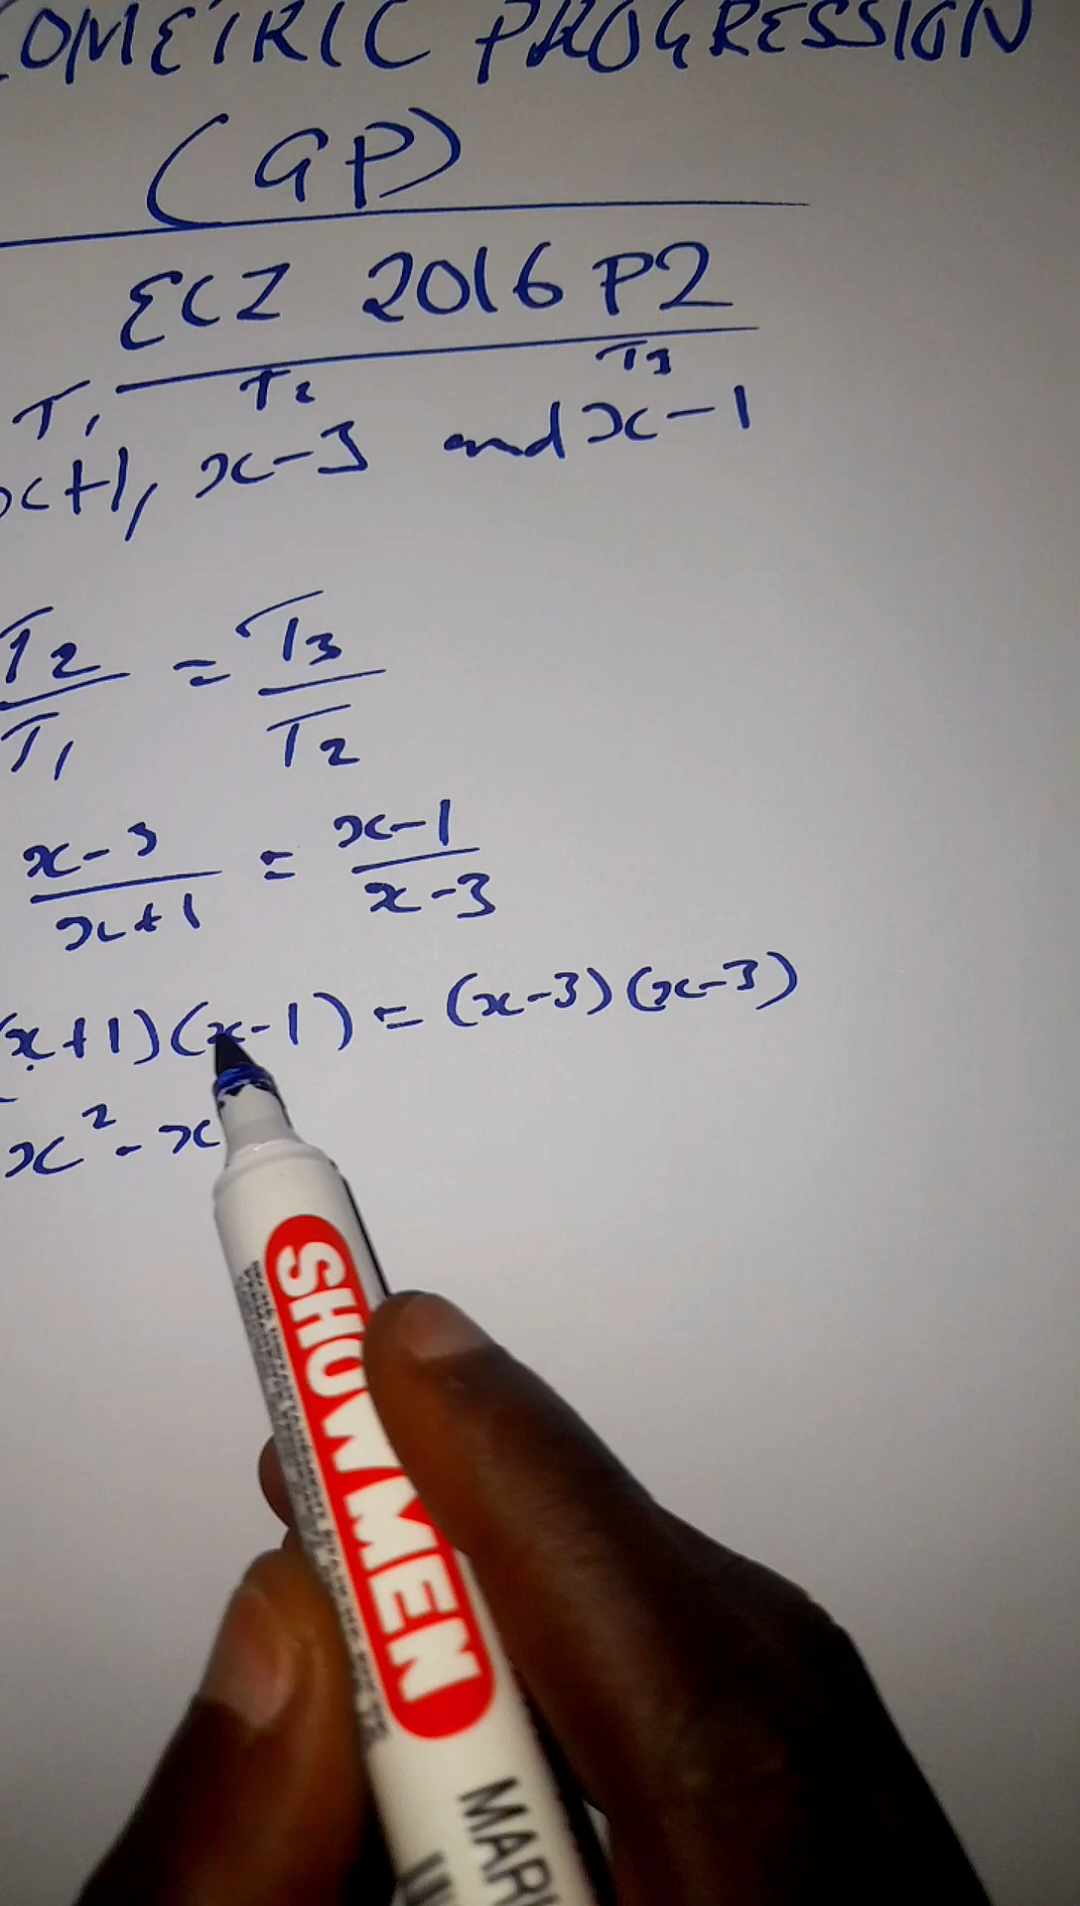 OMETRIC PROGRESSION
(GP)
ECZ 2016 P2
T1 T2 T3
x+1, x-3 and x-1
T2/T1 = T3/T2
x-3/x+1 = x-1/x-3
(x+1)(x-1) = (x-3)(x-3)
x² - x
SHOWMEN
MAR